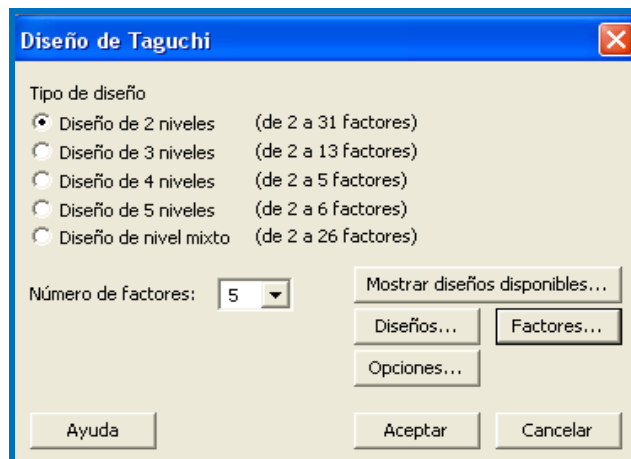 Diseño de Taguchi
Tipo de diseño
Diseño de 2 niveles (de 2 a 31 factores)
Diseño de 3 niveles (de 2 a 13 factores)
Diseño de 4 niveles (de 2 a 5 factores)
Diseño de 5 niveles (de 2 a 6 factores)
Diseño de nivel mixto (de 2 a 26 factores)
Número de factores: 5
Mostrar diseños disponibles...
Diseños... Factores...
Opciones...
Ayuda Aceptar Cancelar